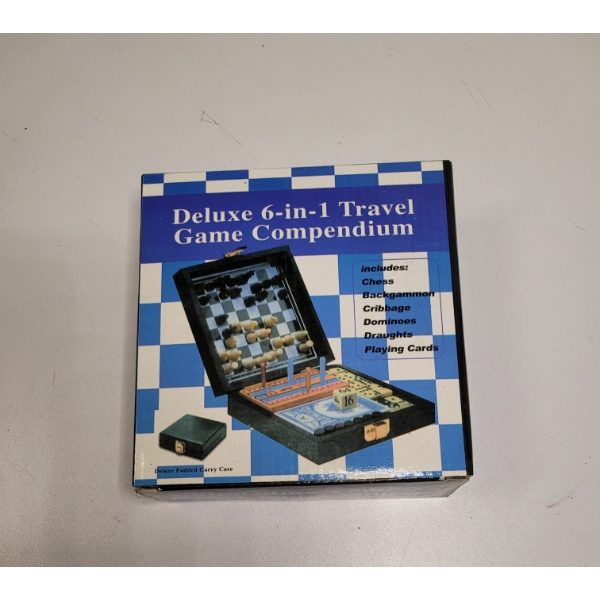 Deluxe 6-in-1 Travel
Game Compendium
includes:
Chess
Backgammon
Cribbage
Dominoes
Draughts
Playing Cards
16
Deluxe Padded Carry Case